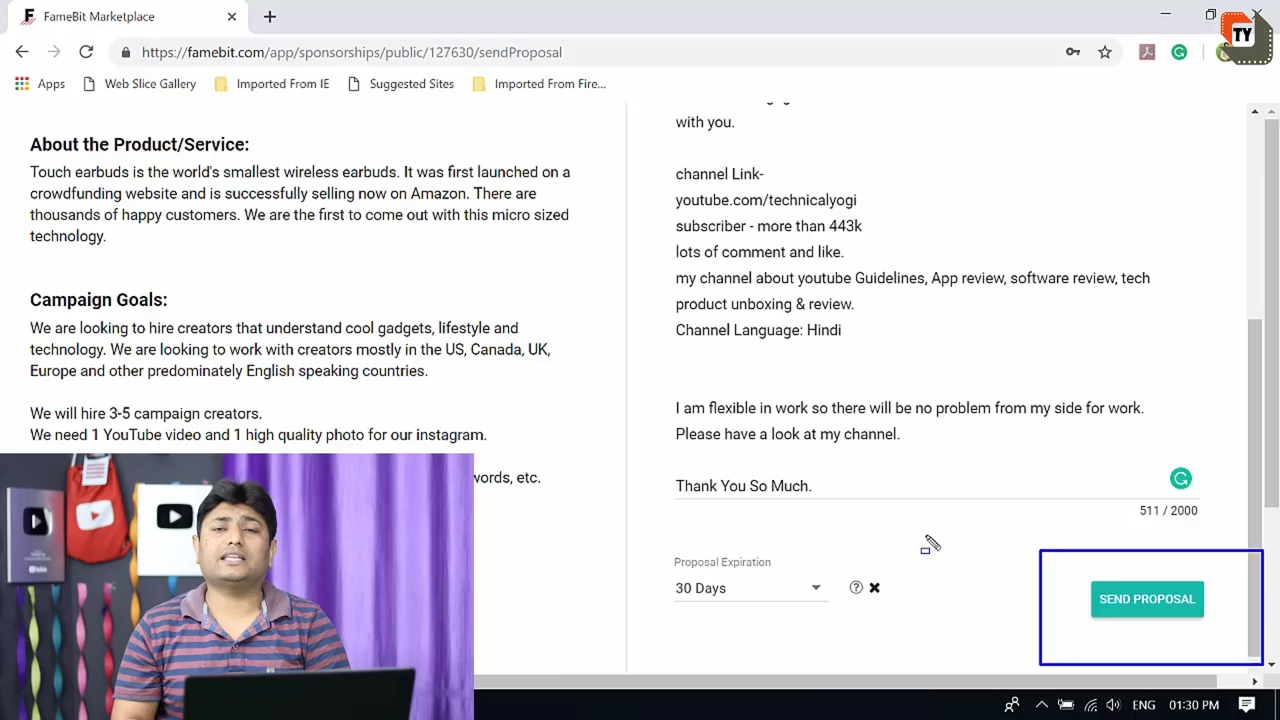 FameBit Marketplace
TY
https://famebit.com/app/sponsorships/public/127630/sendProposal
Apps
Web Slice Gallery
Imported From IE
Suggested Sites
Imported From Fire...
About the Product/Service:
Touch earbuds is the world's smallest wireless earbuds. It was first launched on a
crowdfunding website and is successfully selling now on Amazon. There are
thousands of happy customers. We are the first to come out with this micro sized
technology.
Campaign Goals:
We are looking to hire creators that understand cool gadgets, lifestyle and
technology. We are looking to work with creators mostly in the US, Canada, UK,
Europe and other predominately English speaking countries.
We will hire 3-5 campaign creators.
We need 1 YouTube video and 1 high quality photo for our instagram.
words, etc.
with you.
channel Link-
youtube.com/technicalyogi
subscriber - more than 443k
lots of comment and like.
my channel about youtube Guidelines, App review, software review, tech
product unboxing & review.
Channel Language: Hindi
I am flexible in work so there will be no problem from my side for work.
Please have a look at my channel.
Thank You So Much.
511 / 2000
Proposal Expiration
30 Days
SEND PROPOSAL
ENG
01:30 PM